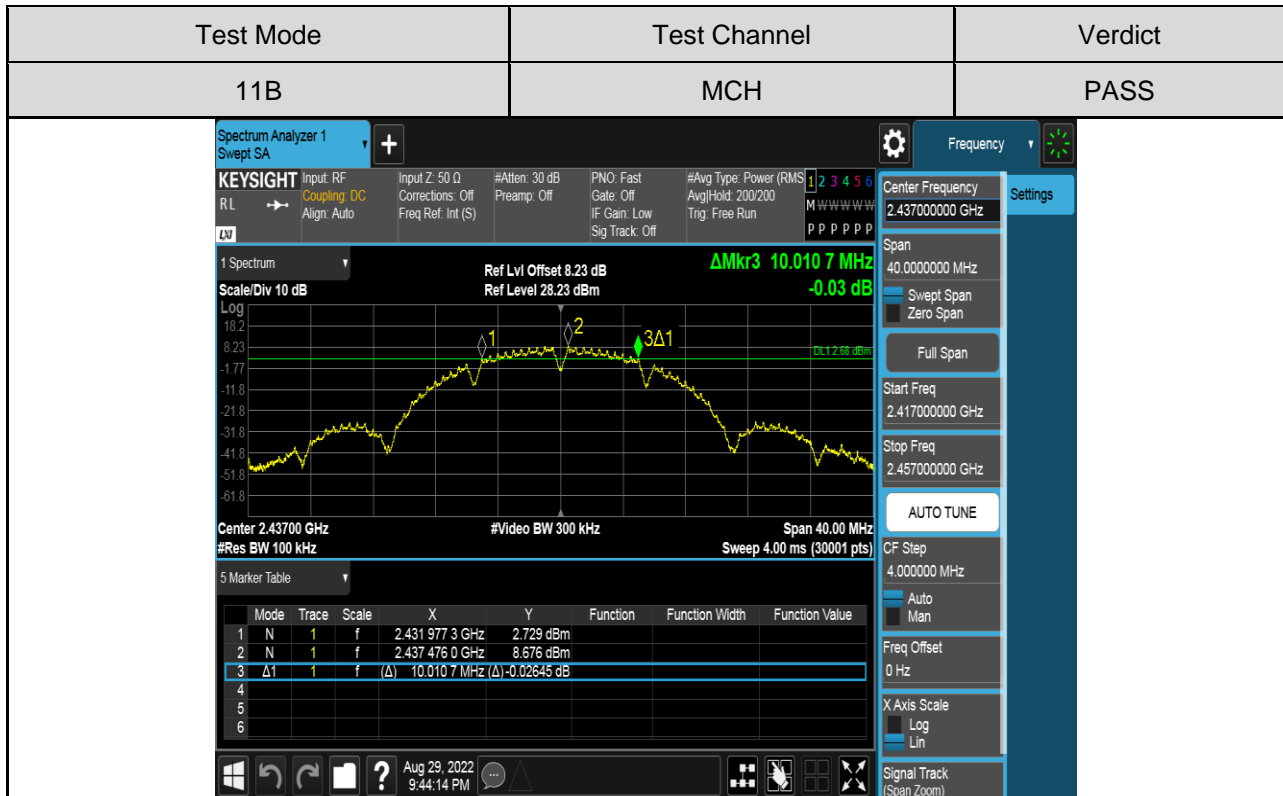 Test Mode Test Channel Verdict
11B MCH PASS
Spectrum Analyzer 1
Swept SA
+
Frequency
KEYSIGHT Input: RF Input Z: 50 Ω #Atten: 30 dB PNO: Fast #Avg Type: Power (RMS 1 2 3 4 5 6
RL Coupling: DC Corrections: Off Preamp: Off Gate: Off Avg|Hold: 200/200 M W W W W W
Align: Auto Freq Ref: Int (S) IF Gain: Low Trig: Free Run
LXI Sig Track: Off P P P P P P
1 Spectrum
Ref Lvl Offset 8.23 dB
ΔMkr3 10.010 7 MHz
Scale/Div 10 dB Ref Level 28.23 dBm -0.03 dB
Log
18.2
8.23
-1.77
-11.8
-21.8
-31.8
-41.8
-51.8
-61.8
1
2
3Δ1
DL1 2.68 dBm
Center 2.43700 GHz #Video BW 300 kHz Span 40.00 MHz
#Res BW 100 kHz Sweep 4.00 ms (30001 pts)
5 Marker Table
Mode Trace Scale X Y Function Function Width Function Value
1 N 1 f 2.431 977 3 GHz 2.729 dBm
2 N 1 f 2.437 476 0 GHz 8.676 dBm
3 Δ1 1 f (Δ) 10.010 7 MHz (Δ) -0.02645 dB
4
5
6
?
Aug 29, 2022
9:44:14 PM
Center Frequency
2.437000000 GHz
Settings
Span
40.0000000 MHz
Swept Span
Zero Span
Full Span
Start Freq
2.417000000 GHz
Stop Freq
2.457000000 GHz
AUTO TUNE
CF Step
4.000000 MHz
Auto
Man
Freq Offset
0 Hz
X Axis Scale
Log
Lin
Signal Track
(Span Zoom)